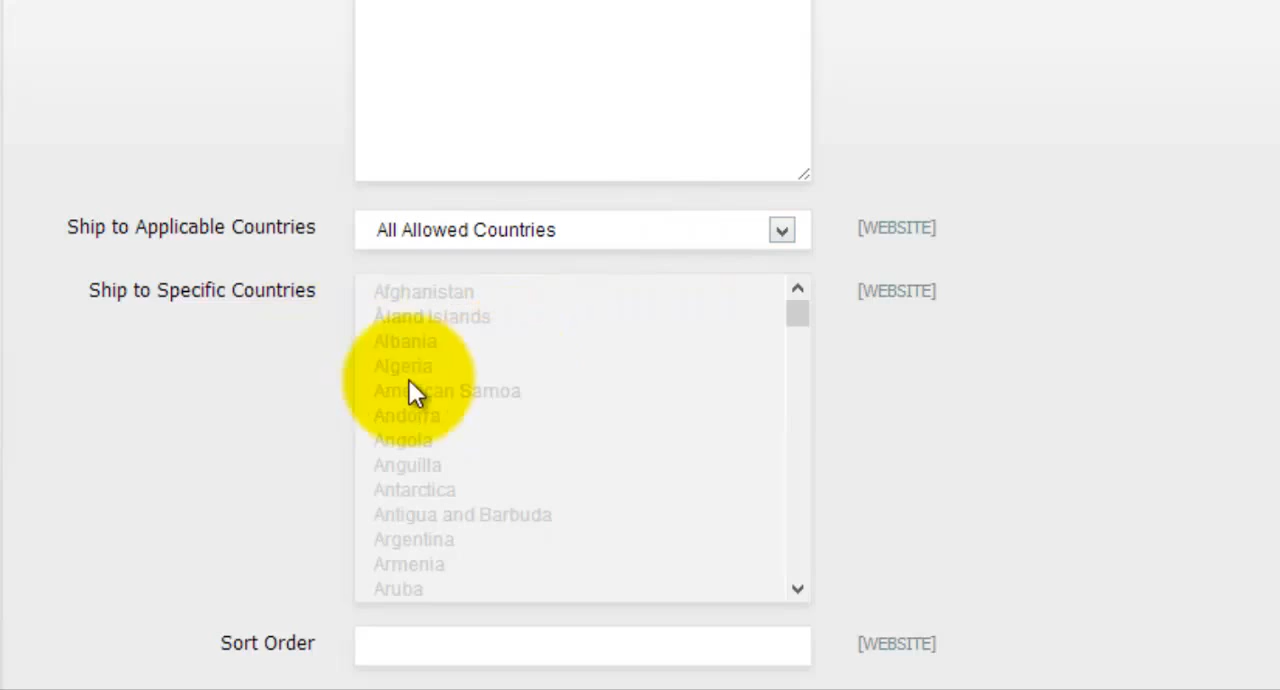 Ship to Applicable Countries All Allowed Countries [WEBSITE]
Ship to Specific Countries [WEBSITE]
Afghanistan
Åland Islands
Albania
Algeria
American Samoa
Andorra
Angola
Anguilla
Antarctica
Antigua and Barbuda
Argentina
Armenia
Aruba
Sort Order [WEBSITE]